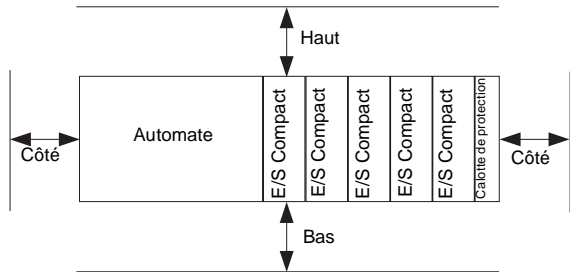 Haut
Côté
Automate
E/S Compact
E/S Compact
E/S Compact
E/S Compact
E/S Compact
Calotte de protection
Côté
Bas